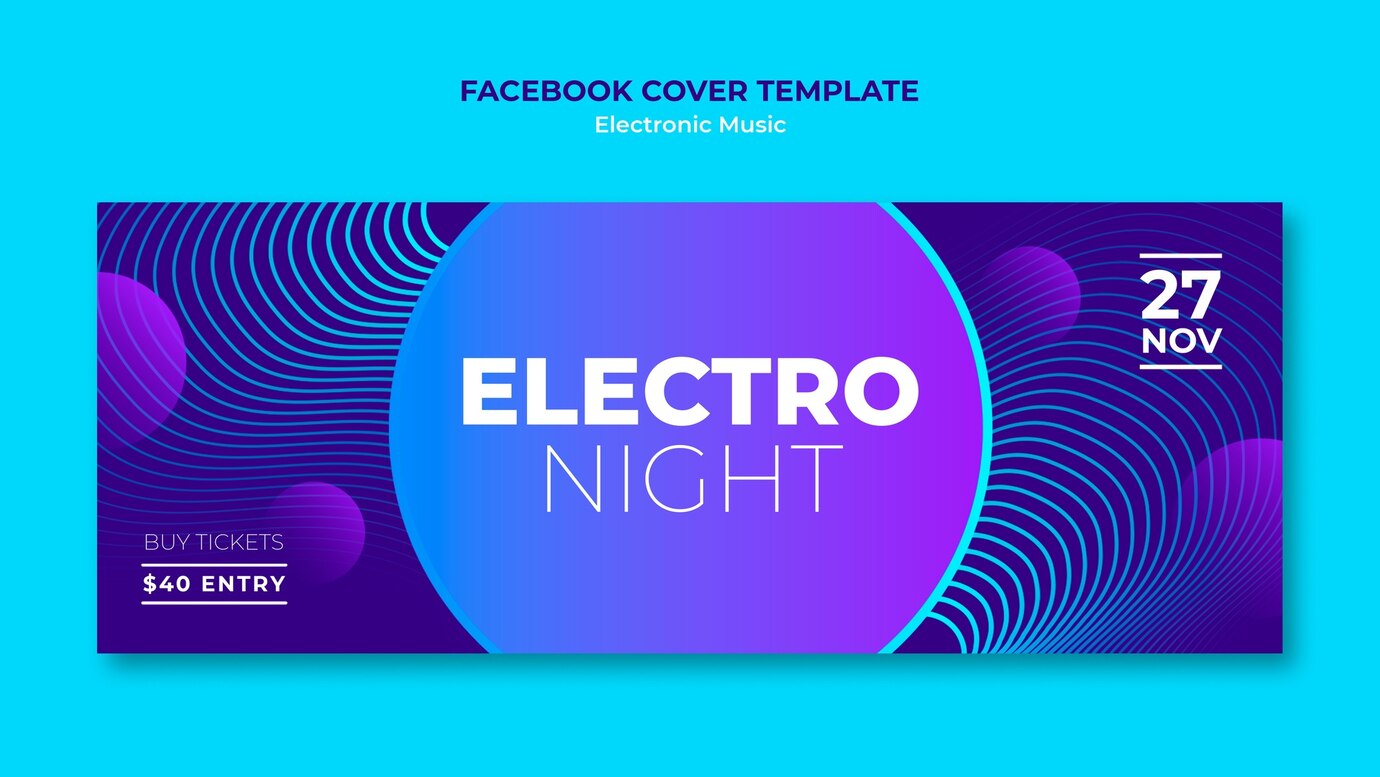 FACEBOOK COVER TEMPLATE
Electronic Music
27
NOV
ELECTRO
NIGHT
BUY TICKETS
$40 ENTRY